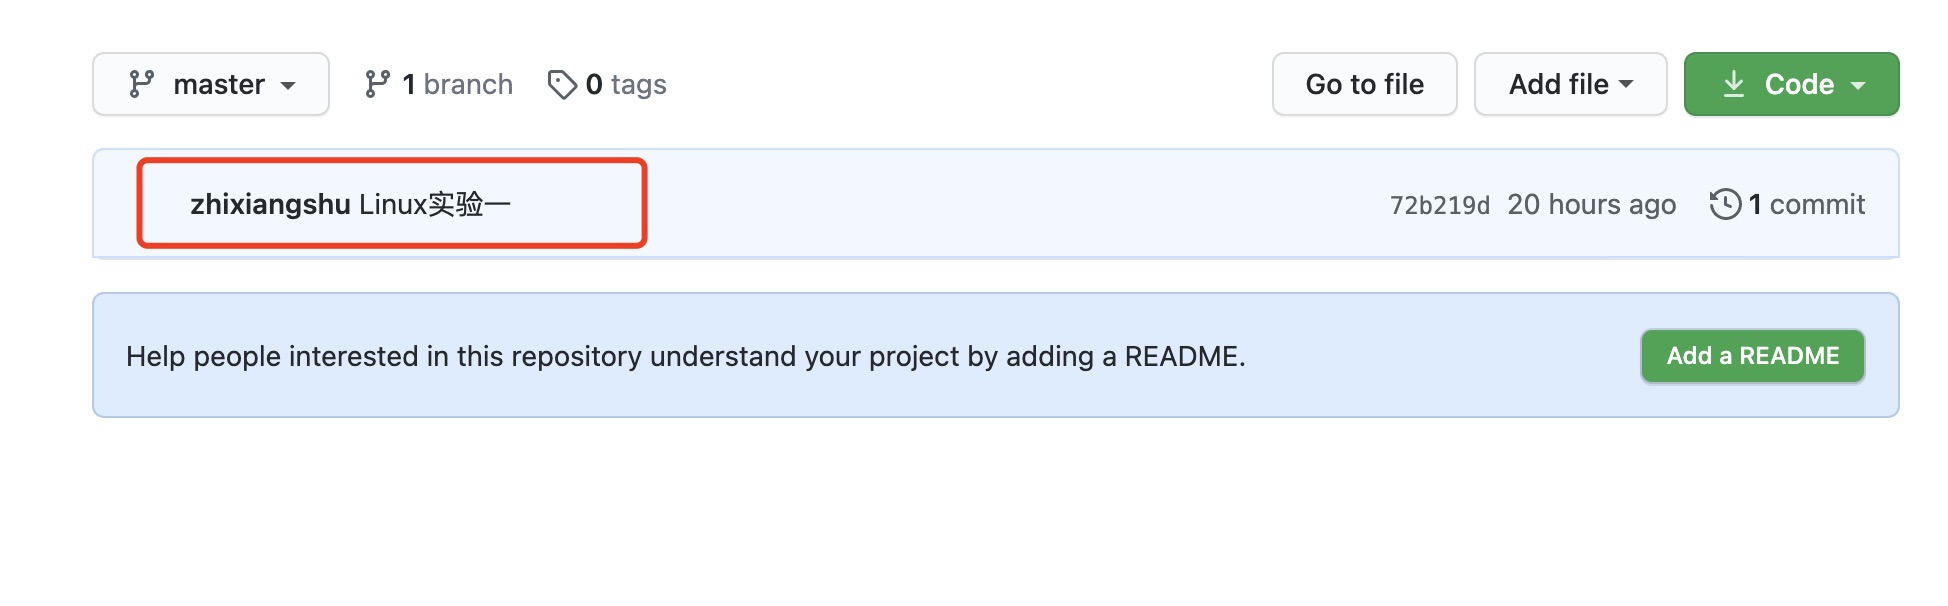 master 1 branch 0 tags Go to file Add file Code
zhixiangshu Linux实验一 72b219d 20 hours ago 1 commit
Help people interested in this repository understand your project by adding a README. Add a README